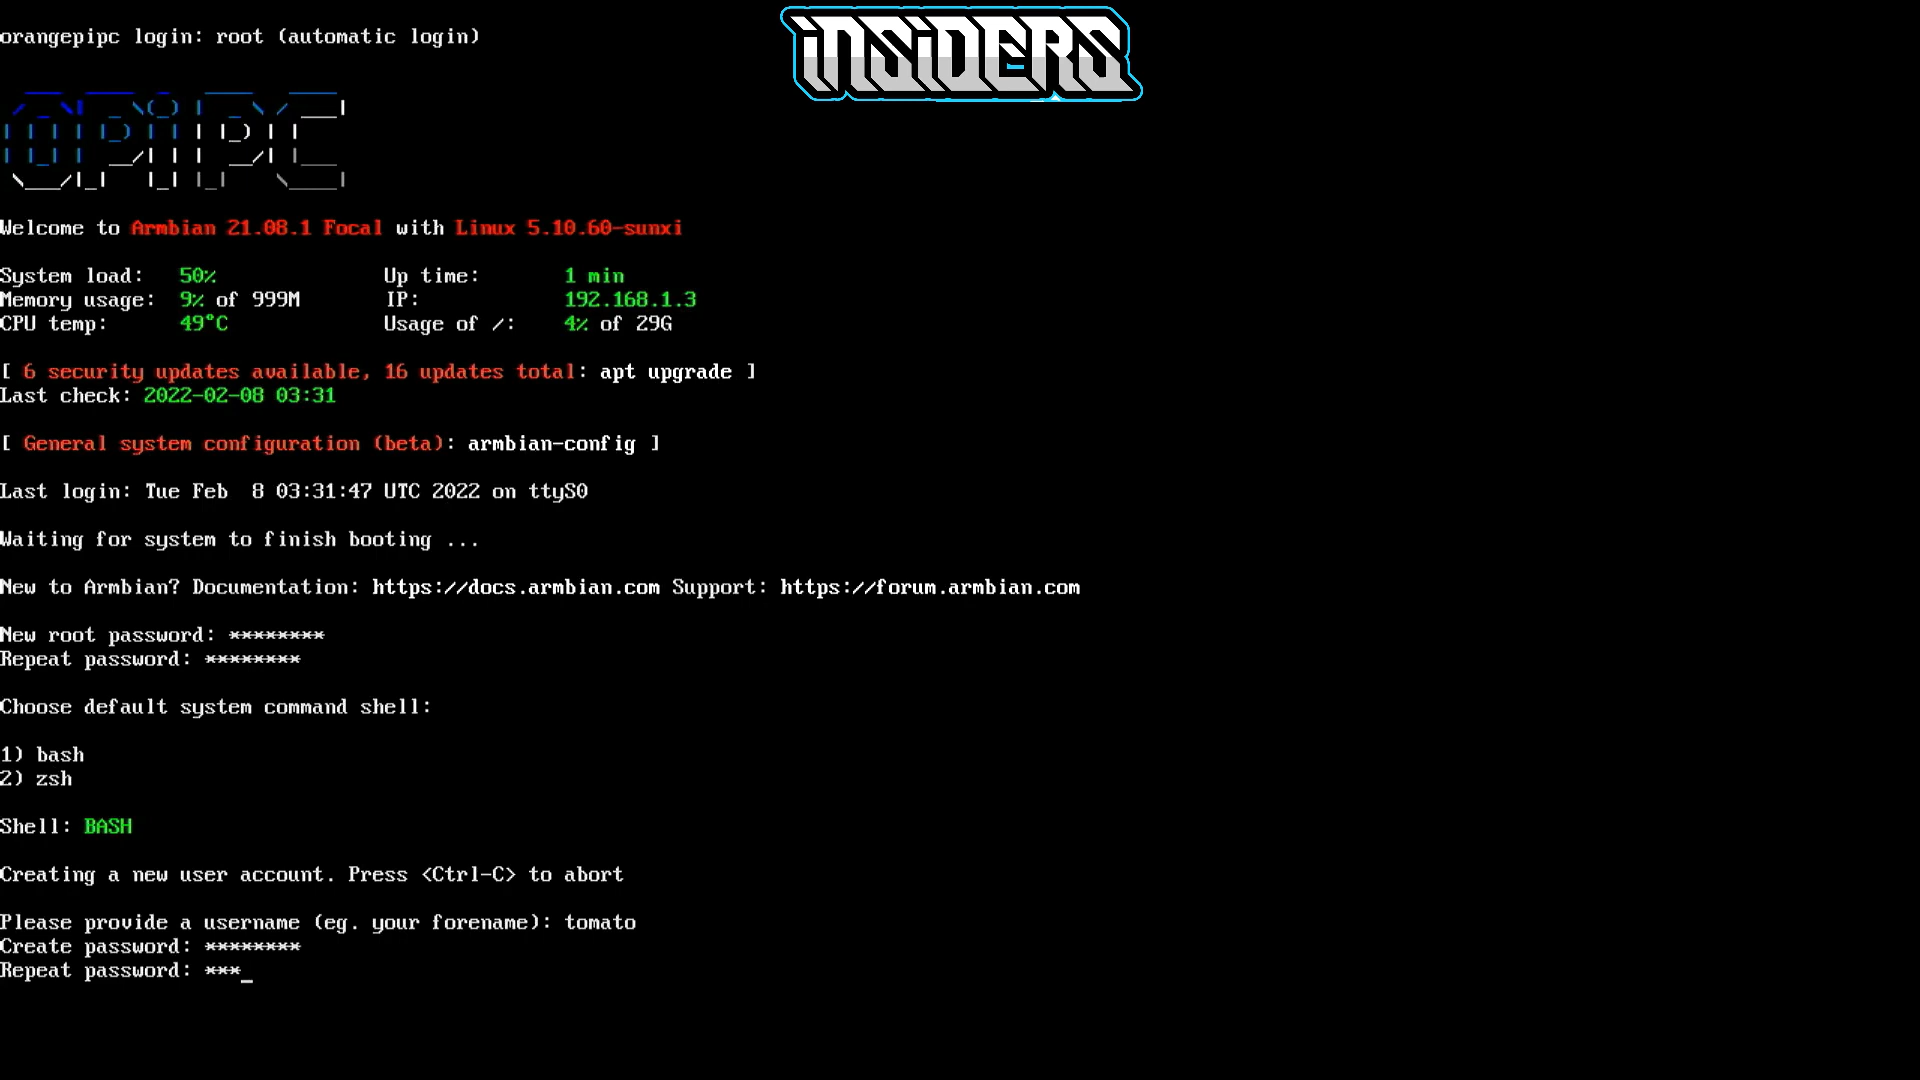 orangepipc login: root (automatic login)
INSIDERS
OPi PC
Welcome to Armbian 21.08.1 Focal with Linux 5.10.60-sunxi
System load: 50% Up time: 1 min
Memory usage: 9% of 999M IP: 192.168.1.3
CPU temp: 49°C Usage of /: 4% of 29G
[ 6 security updates available, 16 updates total: apt upgrade ]
Last check: 2022-02-08 03:31
[ General system configuration (beta): armbian-config ]
Last login: Tue Feb  8 03:31:47 UTC 2022 on ttyS0
Waiting for system to finish booting ...
New to Armbian? Documentation: https://docs.armbian.com Support: https://forum.armbian.com
New root password: ********
Repeat password: ********
Choose default system command shell:
1) bash
2) zsh
Shell: BASH
Creating a new user account. Press <Ctrl-C> to abort
Please provide a username (eg. your forename): tomato
Create password: ********
Repeat password: ***_